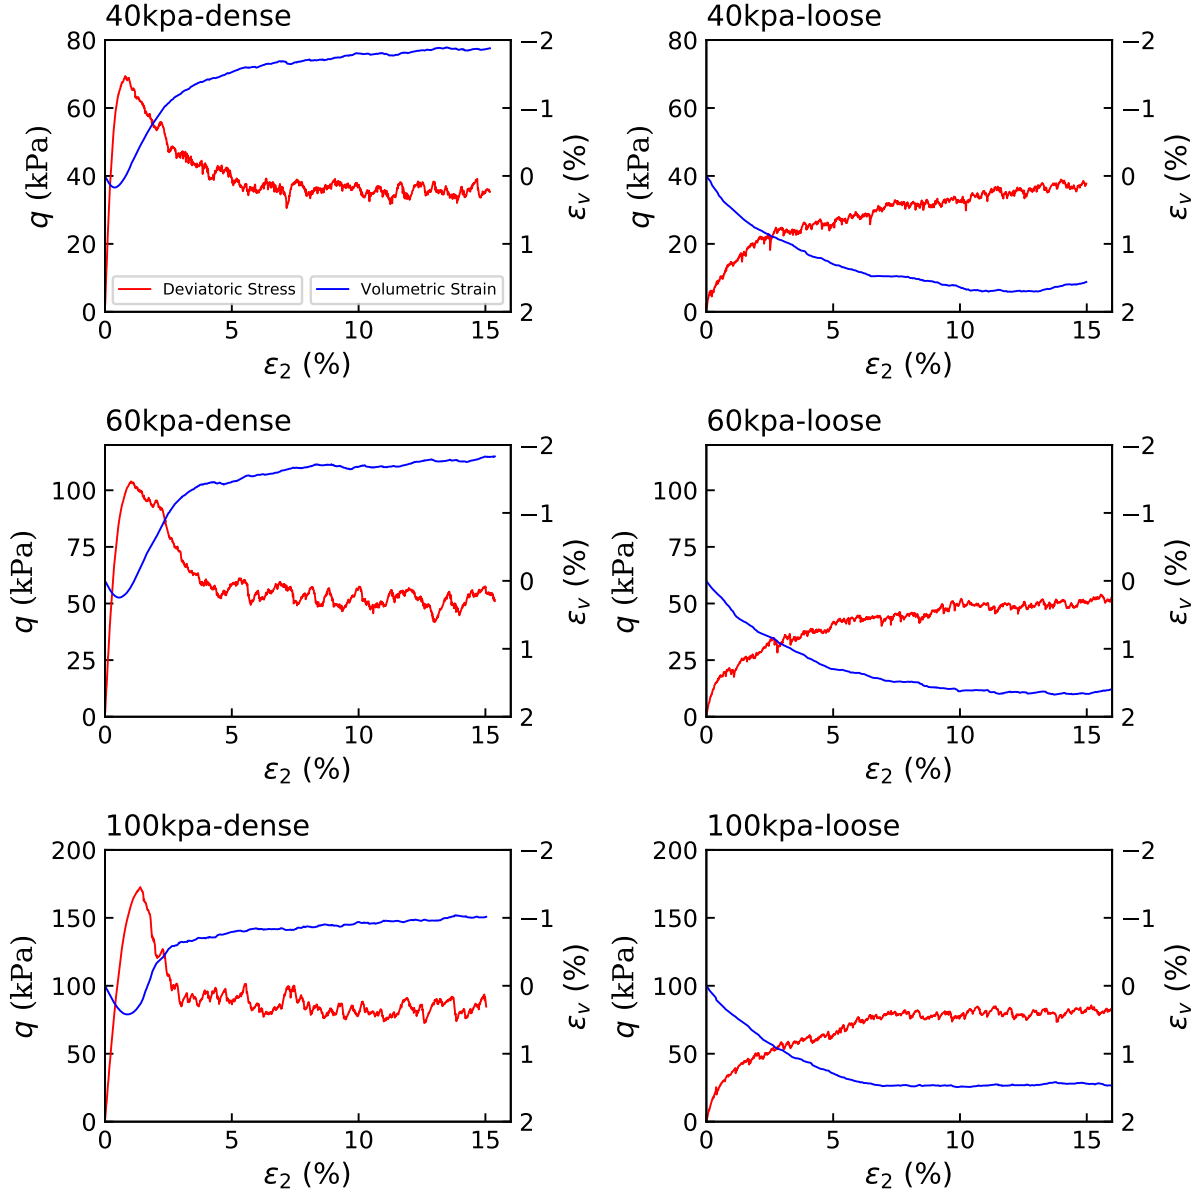 40kpa-dense
80
60
40
20
0
q (kPa)
−2
−1
0
1
2
εv (%)
Deviatoric Stress
Volumetric Strain
0 5 10 15
ε2 (%)
40kpa-loose
80
60
40
20
0
q (kPa)
−2
−1
0
1
2
εv (%)
0 5 10 15
ε2 (%)
60kpa-dense
100
75
50
25
0
q (kPa)
−2
−1
0
1
2
εv (%)
0 5 10 15
ε2 (%)
60kpa-loose
100
75
50
25
0
q (kPa)
−2
−1
0
1
2
εv (%)
0 5 10 15
ε2 (%)
100kpa-dense
200
150
100
50
0
q (kPa)
−2
−1
0
1
2
εv (%)
0 5 10 15
ε2 (%)
100kpa-loose
200
150
100
50
0
q (kPa)
−2
−1
0
1
2
εv (%)
0 5 10 15
ε2 (%)